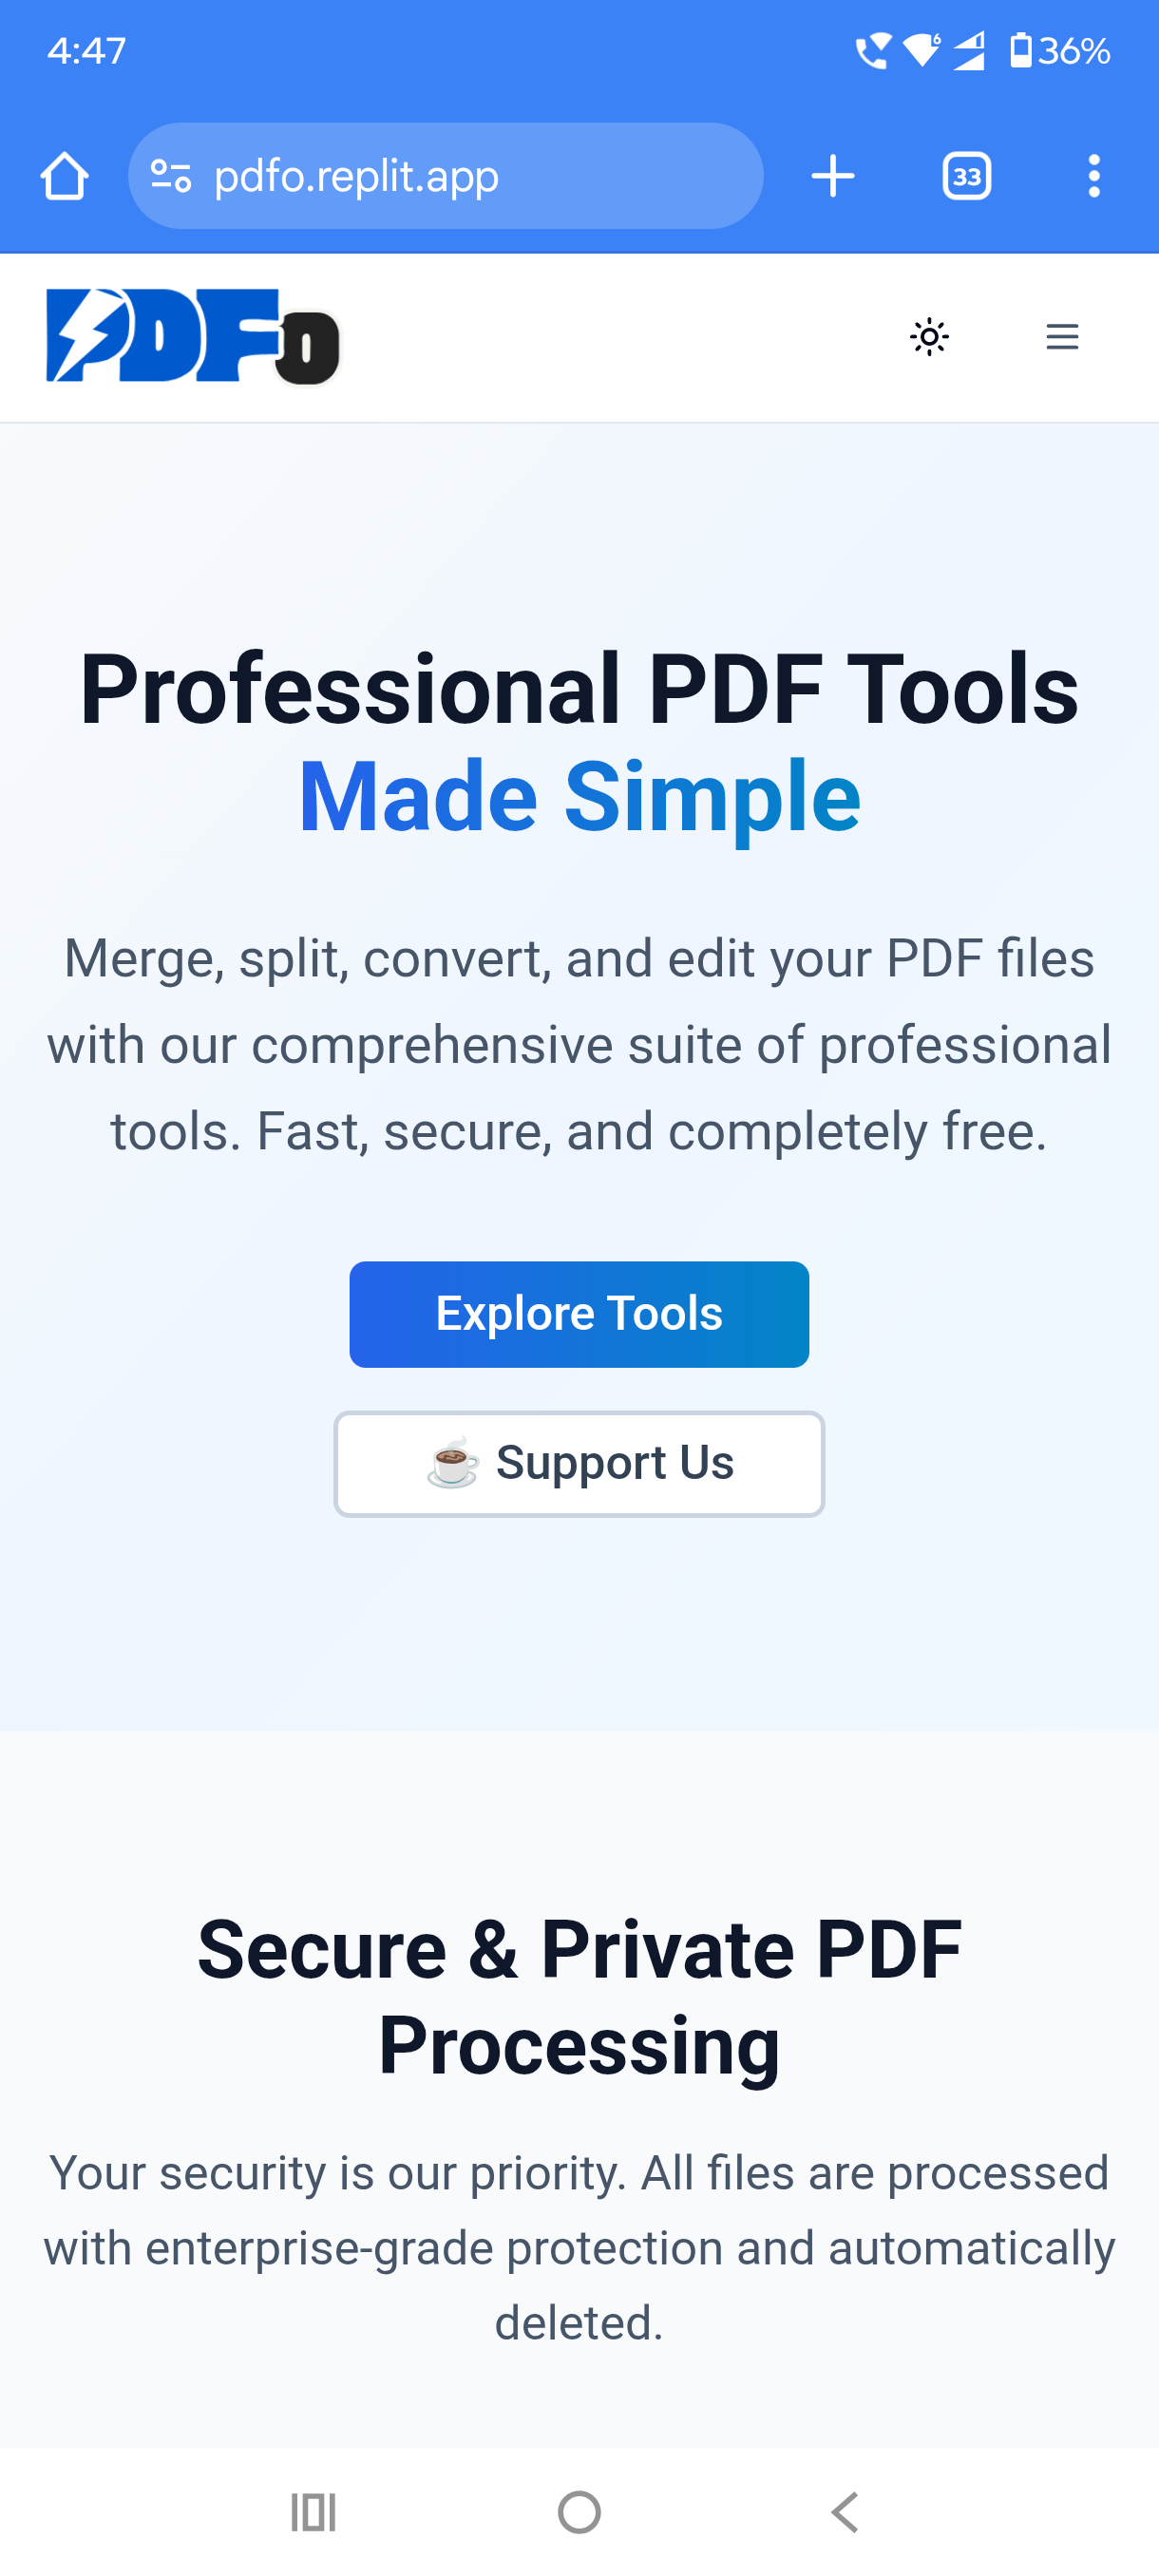 4:47
6
1
36%
pdfo.replit.app
33
PDFo
Professional PDF Tools
Made Simple
Merge, split, convert, and edit your PDF files
with our comprehensive suite of professional
tools. Fast, secure, and completely free.
Explore Tools
☕ Support Us
Secure & Private PDF
Processing
Your security is our priority. All files are processed
with enterprise-grade protection and automatically
deleted.